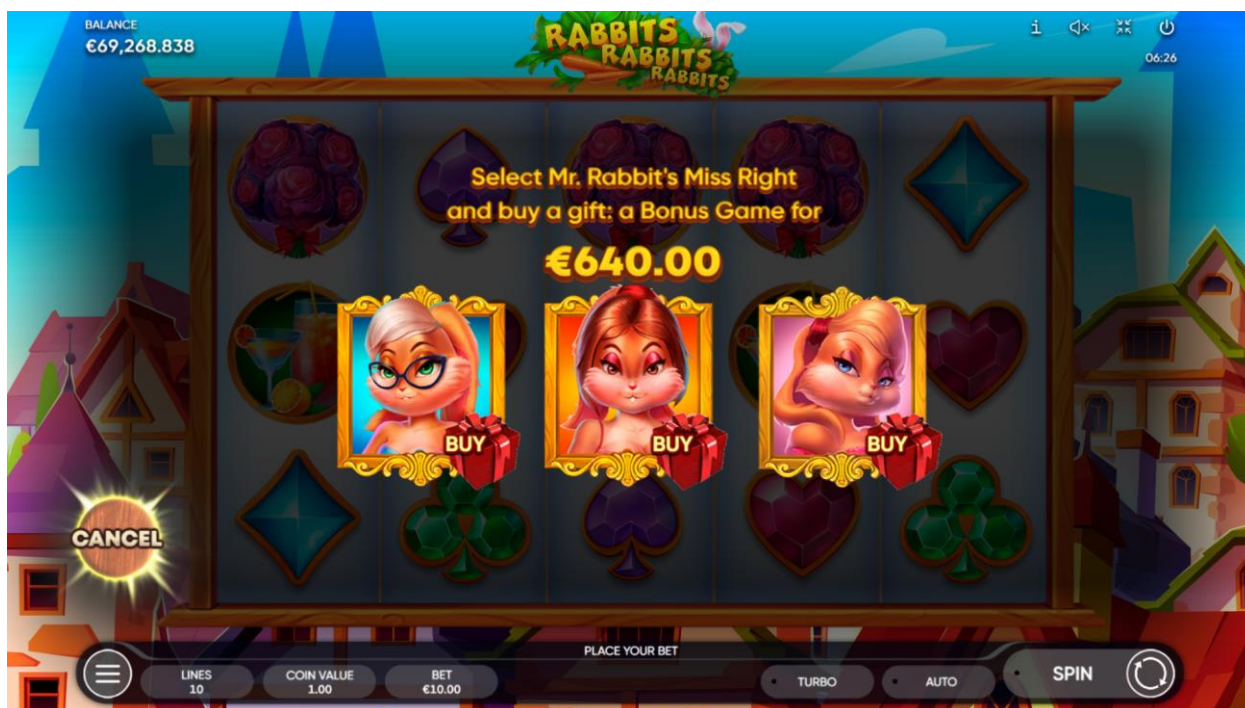 BALANCE
€69,268.838
RABBITS
RABBITS
RABBITS
i
06:26
Select Mr. Rabbit's Miss Right
and buy a gift: a Bonus Game for
€640.00
BUY BUY BUY
CANCEL
PLACE YOUR BET
LINES COIN VALUE BET TURBO AUTO SPIN
10 1.00 €10.00